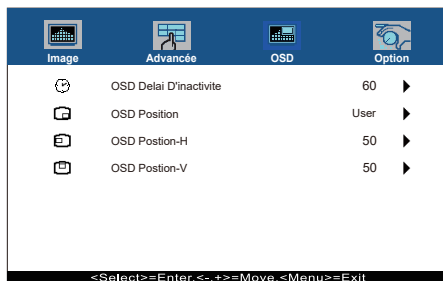 Image Advancée OSD Option
OSD Delai D'inactivite 60
OSD Position User
OSD Postion-H 50
OSD Postion-V 50
<Select>=Enter,<-,+>=Move,<Menu>=Exit